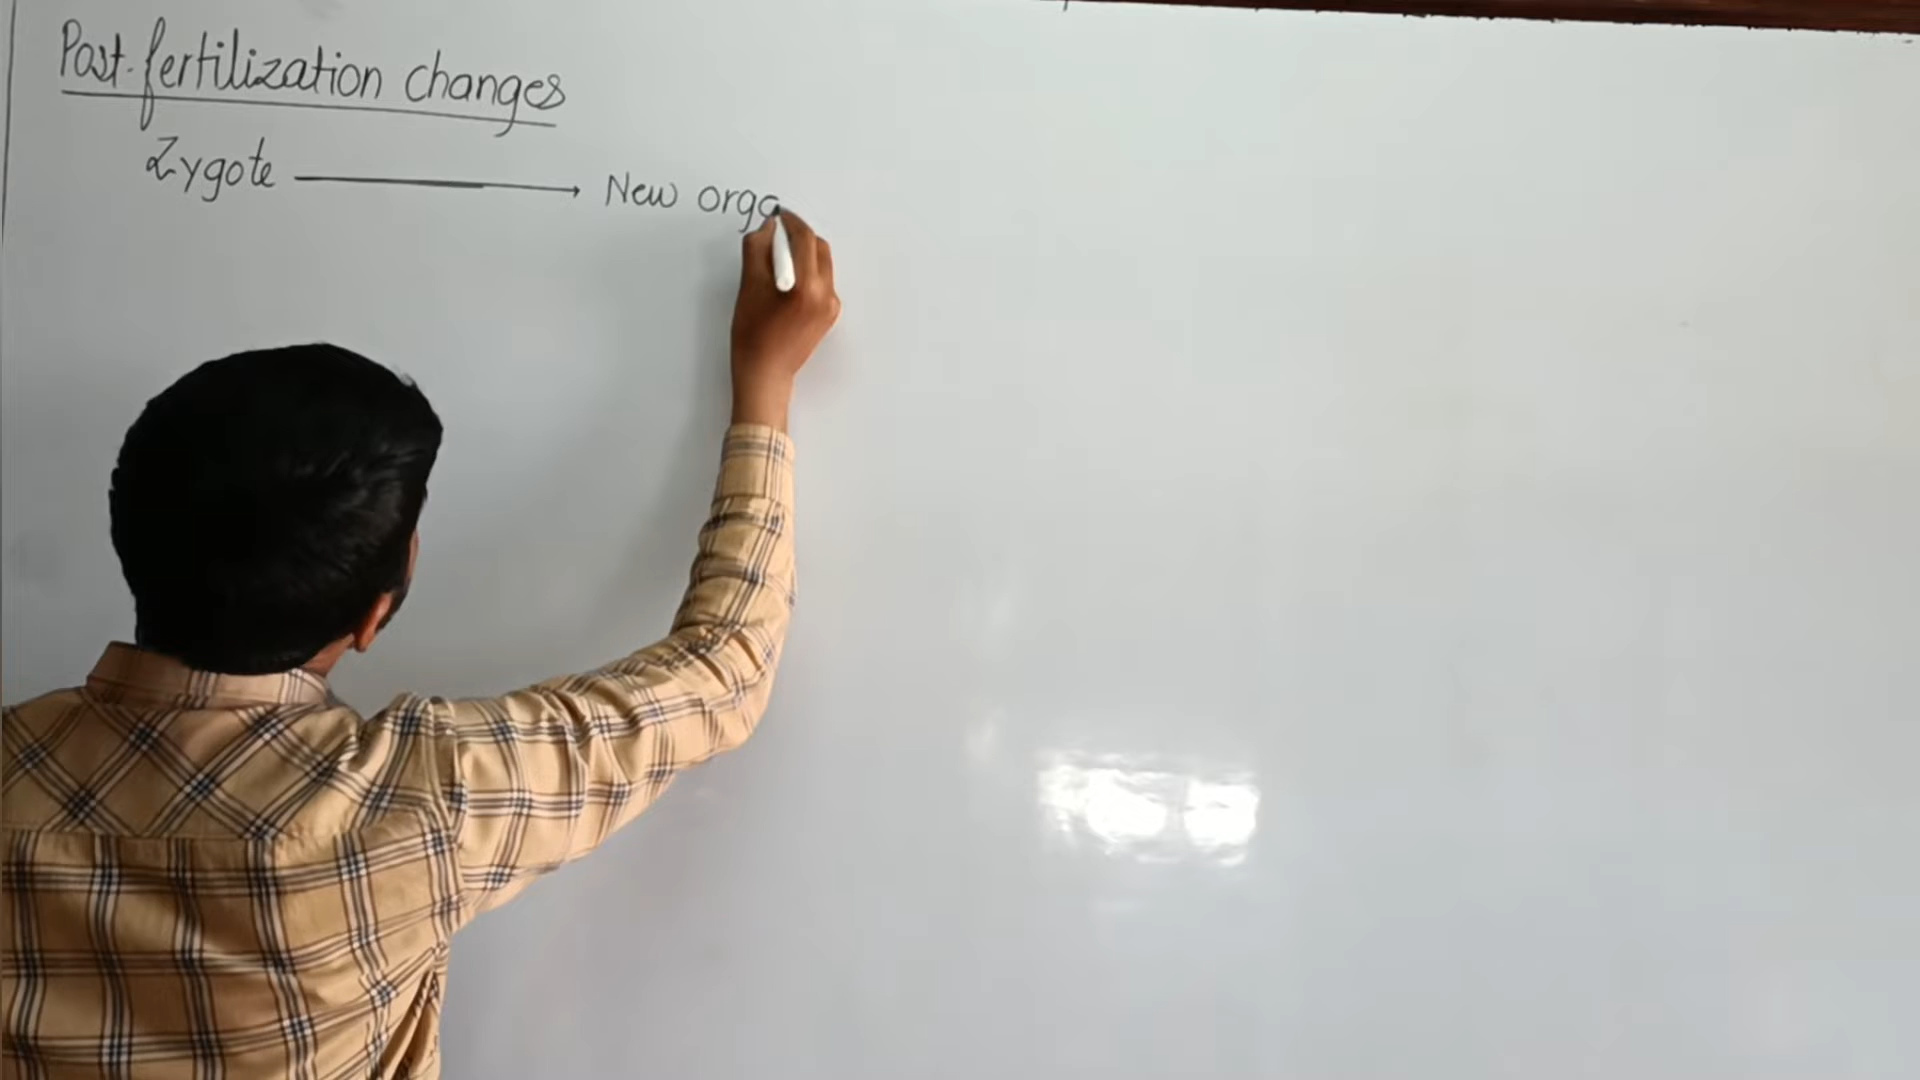 Post-fertilization changes
Zygote → New orga